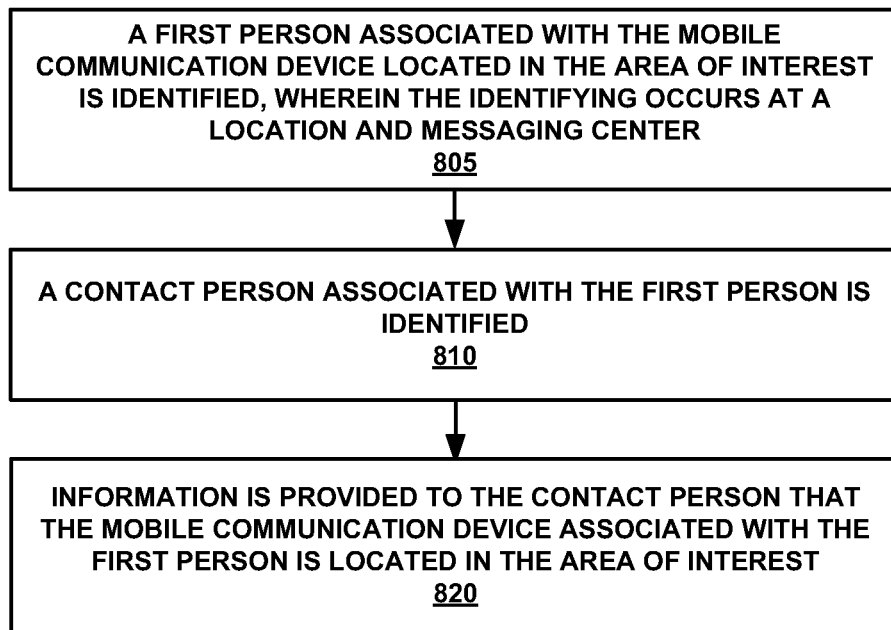 A FIRST PERSON ASSOCIATED WITH THE MOBILE
COMMUNICATION DEVICE LOCATED IN THE AREA OF INTEREST
IS IDENTIFIED, WHEREIN THE IDENTIFYING OCCURS AT A
LOCATION AND MESSAGING CENTER
805
A CONTACT PERSON ASSOCIATED WITH THE FIRST PERSON IS
IDENTIFIED
810
INFORMATION IS PROVIDED TO THE CONTACT PERSON THAT
THE MOBILE COMMUNICATION DEVICE ASSOCIATED WITH THE
FIRST PERSON IS LOCATED IN THE AREA OF INTEREST
820